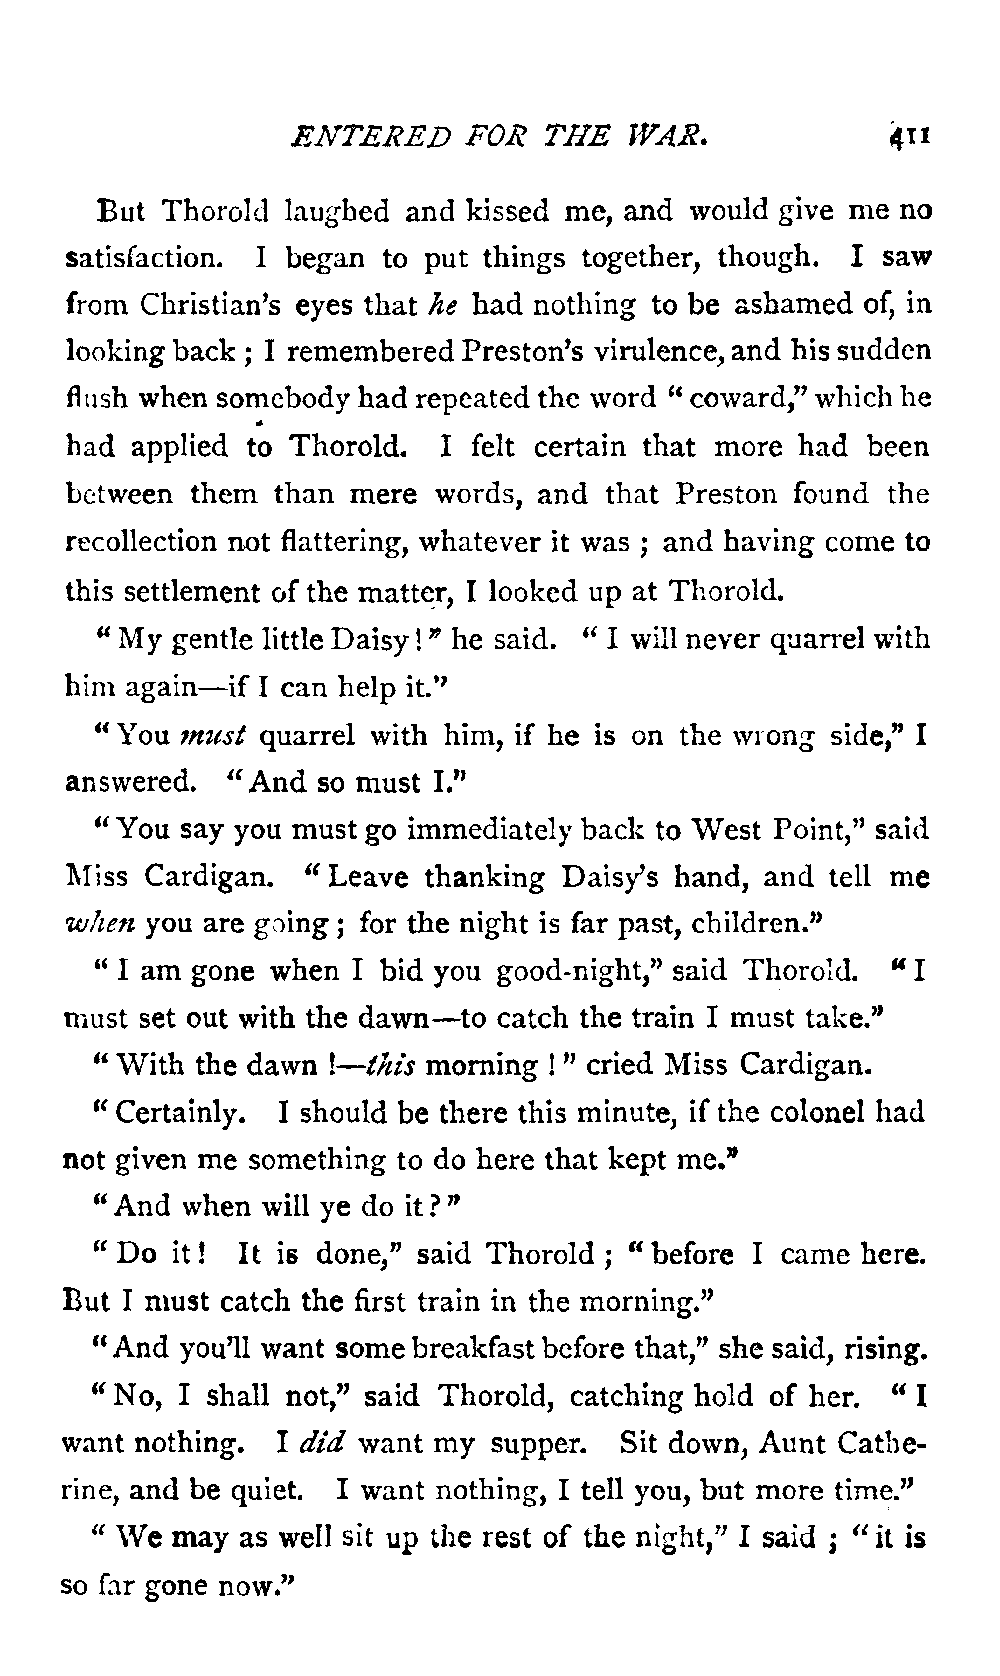 ENTERED FOR THE WAR. 411
But Thorold laughed and kissed me, and would give me no
satisfaction. I began to put things together, though. I saw
from Christian's eyes that he had nothing to be ashamed of, in
looking back ; I remembered Preston's virulence, and his sudden
flush when somebody had repeated the word “ coward,” which he
had applied to Thorold. I felt certain that more had been
between them than mere words, and that Preston found the
recollection not flattering, whatever it was ; and having come to
this settlement of the matter, I looked up at Thorold.
“ My gentle little Daisy ! ” he said. “ I will never quarrel with
him again—if I can help it.”
“ You must quarrel with him, if he is on the wrong side,” I
answered. “ And so must I.”
“ You say you must go immediately back to West Point,” said
Miss Cardigan. “ Leave thanking Daisy's hand, and tell me
when you are going ; for the night is far past, children.”
“ I am gone when I bid you good-night,” said Thorold. “ I
must set out with the dawn—to catch the train I must take.”
“ With the dawn !—this morning ! ” cried Miss Cardigan.
“ Certainly. I should be there this minute, if the colonel had
not given me something to do here that kept me.”
“ And when will ye do it ? ”
“ Do it ! It is done,” said Thorold ; “ before I came here.
But I must catch the first train in the morning.”
“ And you'll want some breakfast before that,” she said, rising.
“ No, I shall not,” said Thorold, catching hold of her. “ I
want nothing. I did want my supper. Sit down, Aunt Cathe-
rine, and be quiet. I want nothing, I tell you, but more time.”
“ We may as well sit up the rest of the night,” I said ; “ it is
so far gone now.”